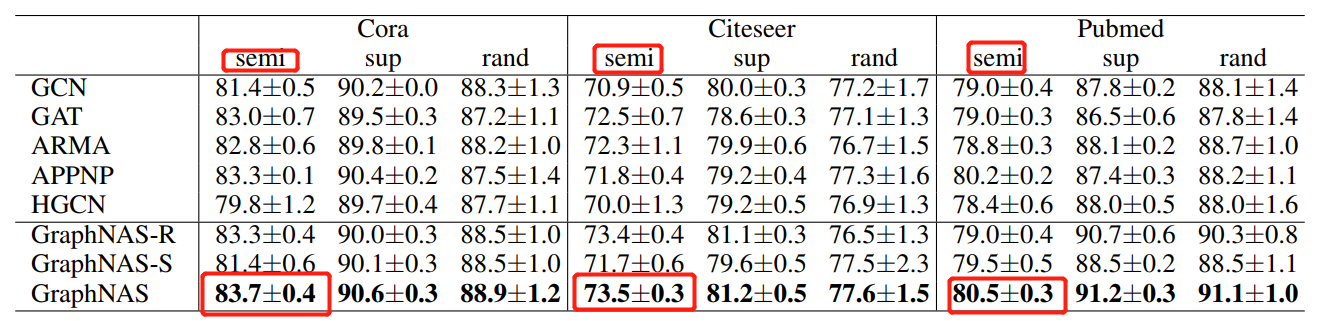 Cora Citeseer Pubmed
semi sup rand semi sup rand semi sup rand
GCN 81.4±0.5 90.2±0.0 88.3±1.3 70.9±0.5 80.0±0.3 77.2±1.7 79.0±0.4 87.8±0.2 88.1±1.4
GAT 83.0±0.7 89.5±0.3 87.2±1.1 72.5±0.7 78.6±0.3 77.1±1.3 79.0±0.3 86.5±0.6 87.8±1.4
ARMA 82.8±0.6 89.8±0.1 88.2±1.0 72.3±1.1 79.9±0.6 76.7±1.5 78.8±0.3 88.1±0.2 88.7±1.0
APPNP 83.3±0.1 90.4±0.2 87.5±1.4 71.8±0.4 79.2±0.4 77.3±1.6 80.2±0.2 87.4±0.3 88.2±1.1
HGCN 79.8±1.2 89.7±0.4 87.7±1.1 70.0±1.3 79.2±0.5 76.9±1.3 78.4±0.6 88.0±0.5 88.0±1.6
GraphNAS-R 83.3±0.4 90.0±0.3 88.5±1.0 73.4±0.4 81.1±0.3 76.5±1.3 79.0±0.4 90.7±0.6 90.3±0.8
GraphNAS-S 81.4±0.6 90.1±0.3 88.5±1.0 71.7±0.6 79.6±0.5 77.5±2.3 79.5±0.5 88.5±0.2 88.5±1.1
GraphNAS 83.7±0.4 90.6±0.3 88.9±1.2 73.5±0.3 81.2±0.5 77.6±1.5 80.5±0.3 91.2±0.3 91.1±1.0